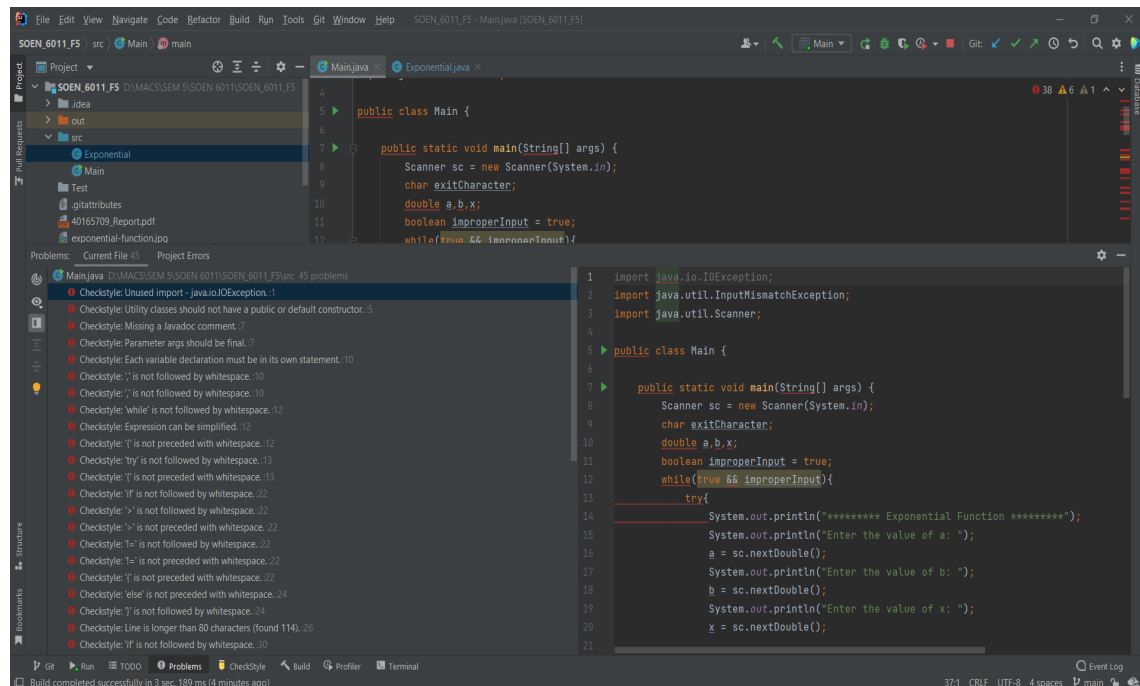 File Edit View Navigate Code Refactor Build Run Tools Git Window Help SOEN_6011_F5 - Main.java [SOEN_6011_F5]
SOEN_6011_F5 src Main main Main Git:
Project
Main.java Exponential.java
SOEN_6011_F5 D:\MACS\SEM 5\SOEN 6011\SOEN_6011_F5
.idea
out
src
Exponential
Main
Test
.gitattributes
40165709_Report.pdf
exponential-function.jpg
38 6 1
4
5 public class Main {
6
7 public static void main(String[] args) {
8 Scanner sc = new Scanner(System.in);
9 char exitCharacter;
10 double a,b,x;
11 boolean improperInput = true;
12 while(true && improperInput){
Project
Pull Requests
Structure
Bookmarks
Database
Problems: Current File 45 Project Errors
Main.java D:\MACS\SEM 5\SOEN 6011\SOEN_6011_F5\src 45 problems
Checkstyle: Unused import - java.io.IOException. :1
Checkstyle: Utility classes should not have a public or default constructor. :5
Checkstyle: Missing a Javadoc comment. :7
Checkstyle: Parameter args should be final. :7
Checkstyle: Each variable declaration must be in its own statement. :10
Checkstyle: ',' is not followed by whitespace. :10
Checkstyle: ',' is not followed by whitespace. :10
Checkstyle: 'while' is not followed by whitespace. :12
Checkstyle: Expression can be simplified. :12
Checkstyle: '{' is not preceded with whitespace. :12
Checkstyle: 'try' is not followed by whitespace. :13
Checkstyle: '{' is not preceded with whitespace. :13
Checkstyle: 'if' is not followed by whitespace. :22
Checkstyle: '>' is not followed by whitespace. :22
Checkstyle: '>' is not preceded with whitespace. :22
Checkstyle: '!=' is not followed by whitespace. :22
Checkstyle: '!=' is not preceded with whitespace. :22
Checkstyle: '{' is not preceded with whitespace. :22
Checkstyle: 'else' is not preceded with whitespace. :24
Checkstyle: '}' is not followed by whitespace. :24
Checkstyle: Line is longer than 80 characters (found 114). :26
Checkstyle: 'if' is not followed by whitespace. :30
1 import java.io.IOException;
2 import java.util.InputMismatchException;
3 import java.util.Scanner;
4
5 public class Main {
6
7 public static void main(String[] args) {
8 Scanner sc = new Scanner(System.in);
9 char exitCharacter;
10 double a,b,x;
11 boolean improperInput = true;
12 while(true && improperInput){
13 try{
14 System.out.println("********* Exponential Function *********");
15 System.out.println("Enter the value of a: ");
16 a = sc.nextDouble();
17 System.out.println("Enter the value of b: ");
18 b = sc.nextDouble();
19 System.out.println("Enter the value of x: ");
20 x = sc.nextDouble();
21
Git Run TODO Problems CheckStyle Build Profiler Terminal Event Log
Build completed successfully in 3 sec, 189 ms (4 minutes ago) 37:1 CRLF UTF-8 4 spaces main